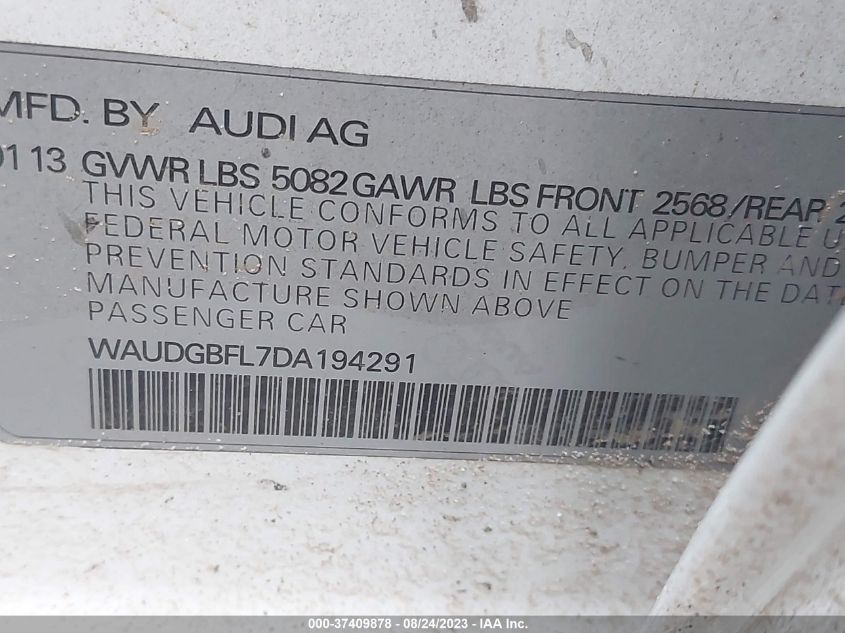 MFD. BY AUDI AG
01 13 GVWR LBS 5082 GAWR LBS FRONT 2568/REAR 2
THIS VEHICLE CONFORMS TO ALL APPLICABLE U
FEDERAL MOTOR VEHICLE SAFETY, BUMPER AND
PREVENTION STANDARDS IN EFFECT ON THE DATE
MANUFACTURE SHOWN ABOVE
PASSENGER CAR
WAUDGBFL7DA194291
000-37409878 | 08/24/2023 - IAA Inc.